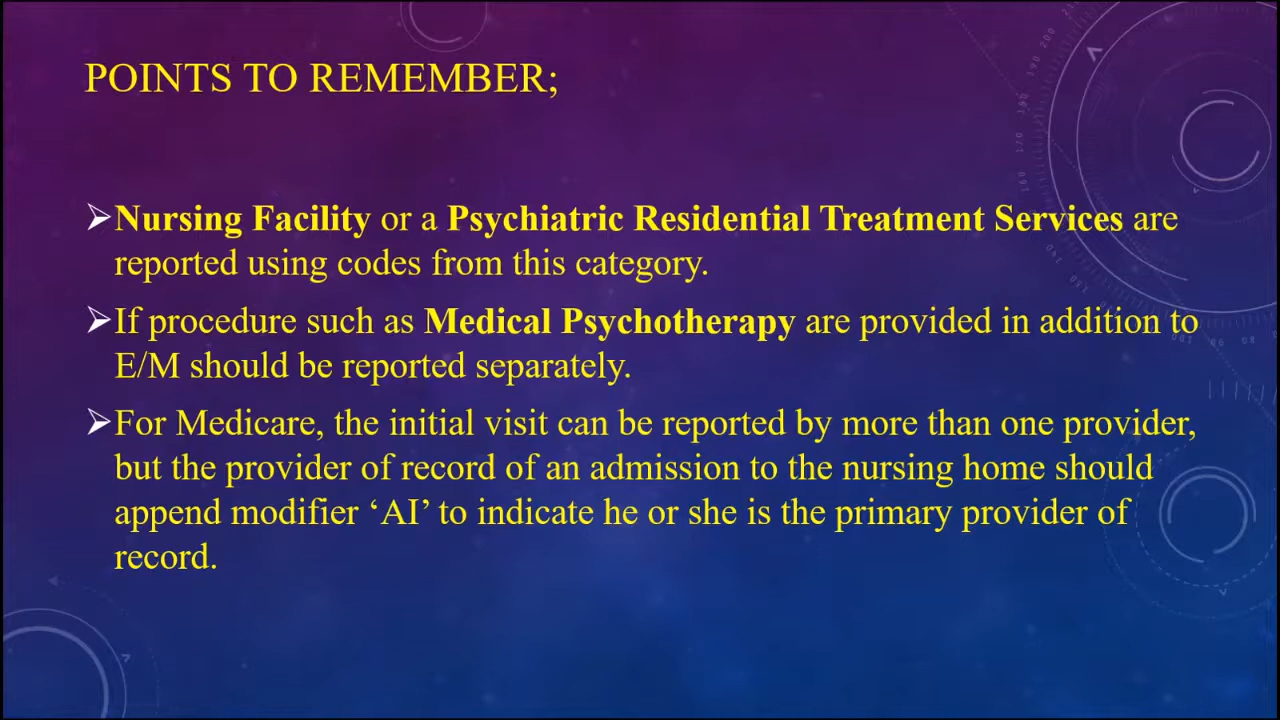 POINTS TO REMEMBER;
➢Nursing Facility or a Psychiatric Residential Treatment Services are
reported using codes from this category.
➢If procedure such as Medical Psychotherapy are provided in addition to
E/M should be reported separately.
➢For Medicare, the initial visit can be reported by more than one provider,
but the provider of record of an admission to the nursing home should
append modifier ‘AI’ to indicate he or she is the primary provider of
record.